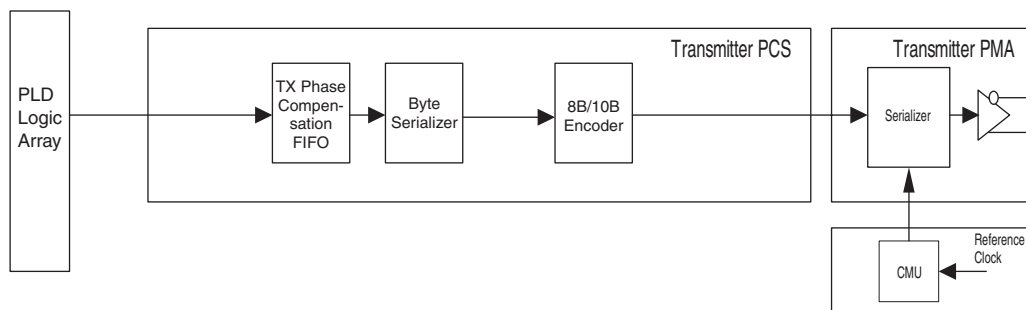 PLD
Logic
Array
Transmitter PCS
TX Phase
Compen-
sation
FIFO
Byte
Serializer
8B/10B
Encoder
Transmitter PMA
Serializer
CMU
Reference
Clock